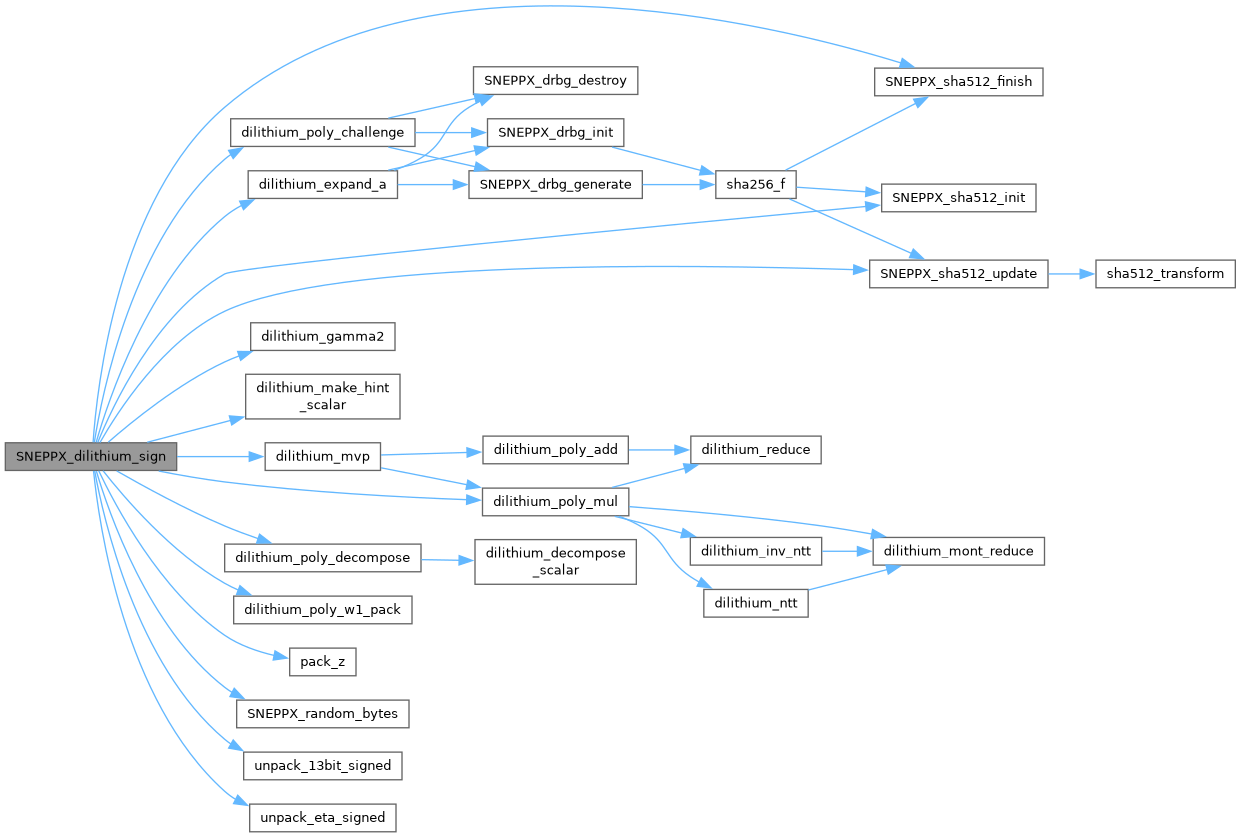 SNEPPX_sha512_finish
SNEPPX_drbg_destroy
dilithium_poly_challenge
SNEPPX_drbg_init
dilithium_expand_a
SNEPPX_drbg_generate
sha256_f
SNEPPX_sha512_init
SNEPPX_sha512_update
sha512_transform
dilithium_gamma2
dilithium_make_hint
_scalar
SNEPPX_dilithium_sign
dilithium_mvp
dilithium_poly_add
dilithium_reduce
dilithium_poly_mul
dilithium_poly_decompose
dilithium_decompose
_scalar
dilithium_inv_ntt
dilithium_mont_reduce
dilithium_ntt
dilithium_poly_w1_pack
pack_z
SNEPPX_random_bytes
unpack_13bit_signed
unpack_eta_signed